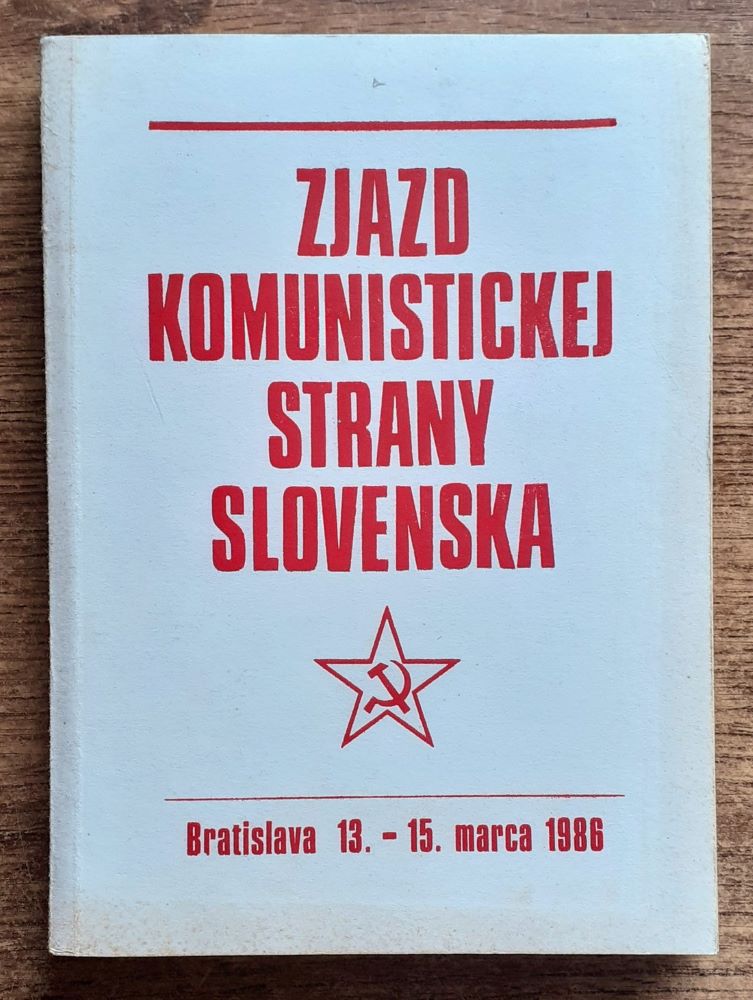 ZJAZD
KOMUNISTICKEJ
STRANY
SLOVENSKA
Bratislava 13. - 15. marca 1986